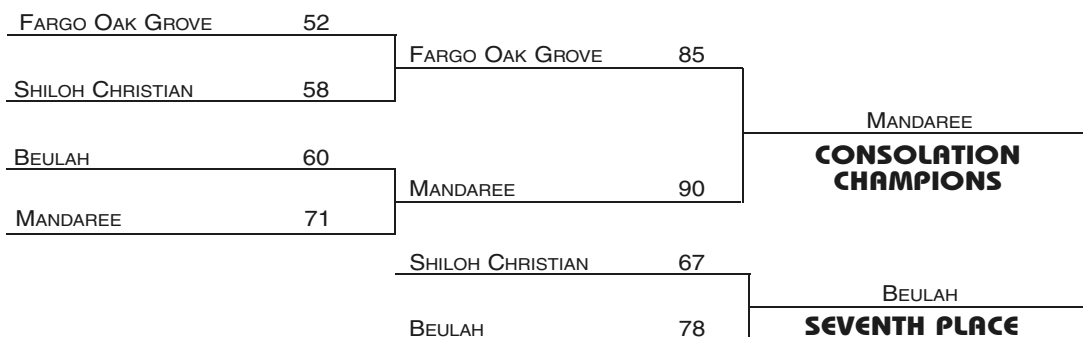 Fargo Oak Grove 52
Fargo Oak Grove 85
Shiloh Christian 58
Mandaree
Beulah 60
CONSOLATION
CHAMPIONS
Mandaree 90
Mandaree 71
Shiloh Christian 67
Beulah
Beulah 78
SEVENTH PLACE